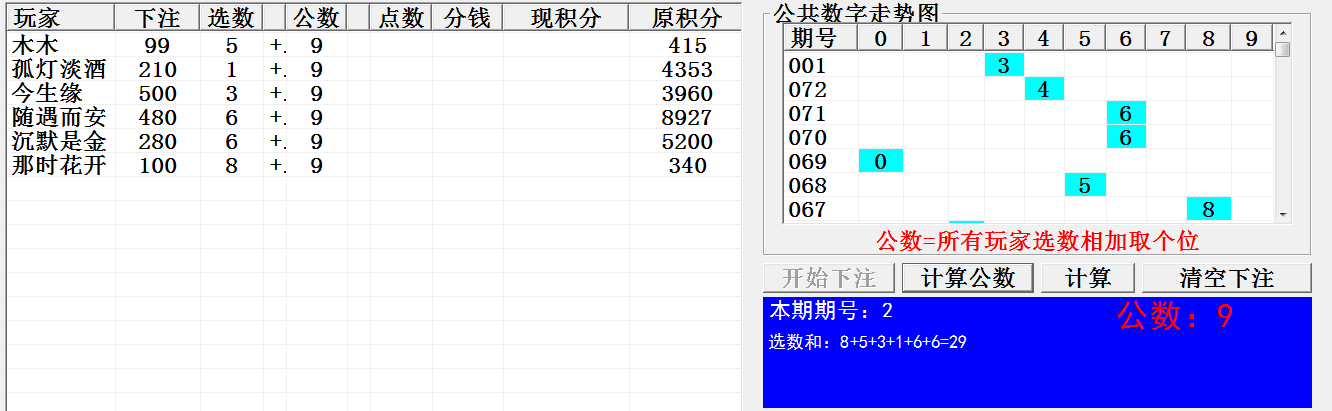 玩家 下注 选数 公数 点数 分钱 现积分 原积分
木木 99 5 +. 9 415
孤灯淡酒 210 1 +. 9 4353
今生缘 500 3 +. 9 3960
随遇而安 480 6 +. 9 8927
沉默是金 280 6 +. 9 5200
那时花开 100 8 +. 9 340
公共数字走势图
期号 0 1 2 3 4 5 6 7 8 9
001 3
072 4
071 6
070 6
069 0
068 5
067 8
公数=所有玩家选数相加取个位
开始下注 计算公数 计算 清空下注
本期期号：2 公数：9
选数和：8+5+3+1+6+6=29